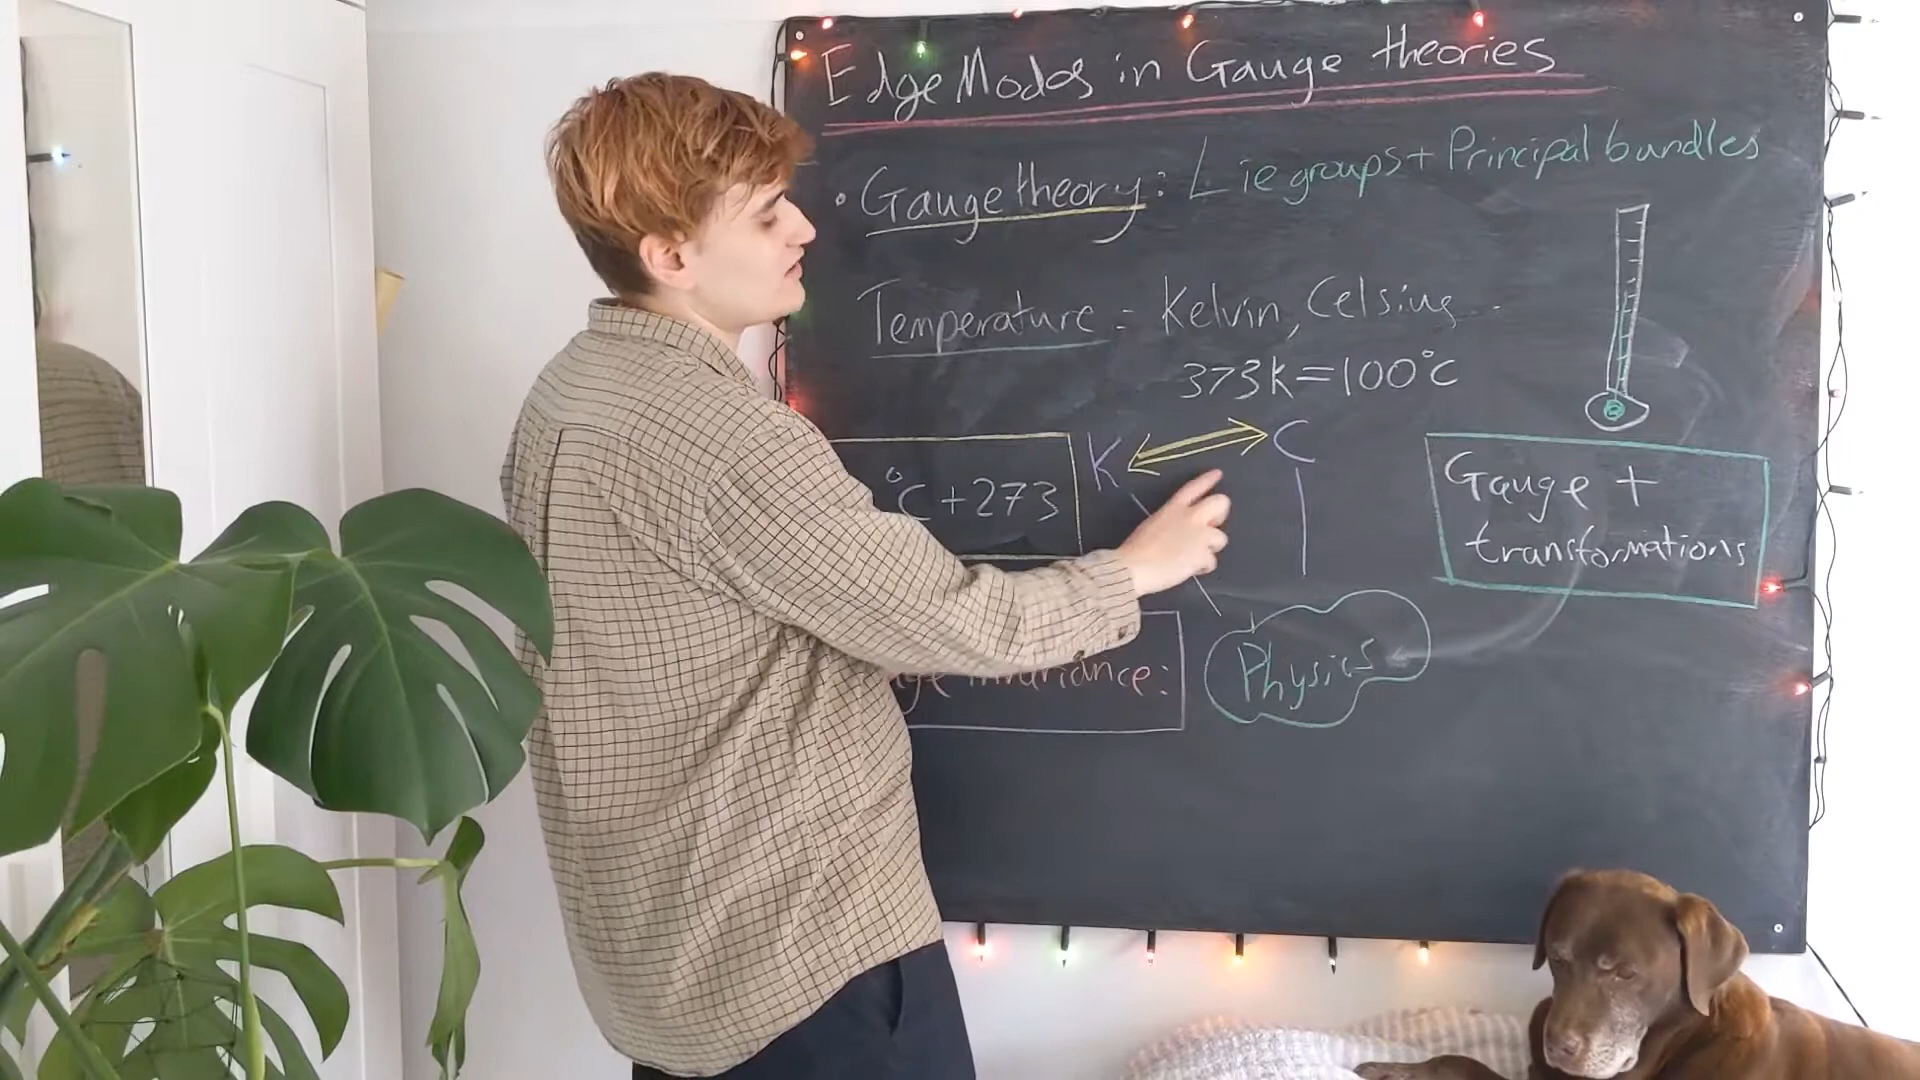 Edge Modes in Gauge theories
• Gauge theory: Lie groups + Principal bundles
Temperature = Kelvin, Celsius
373K=100°C
K C
°C+273
Gauge +
transformations
invariance:
Physics